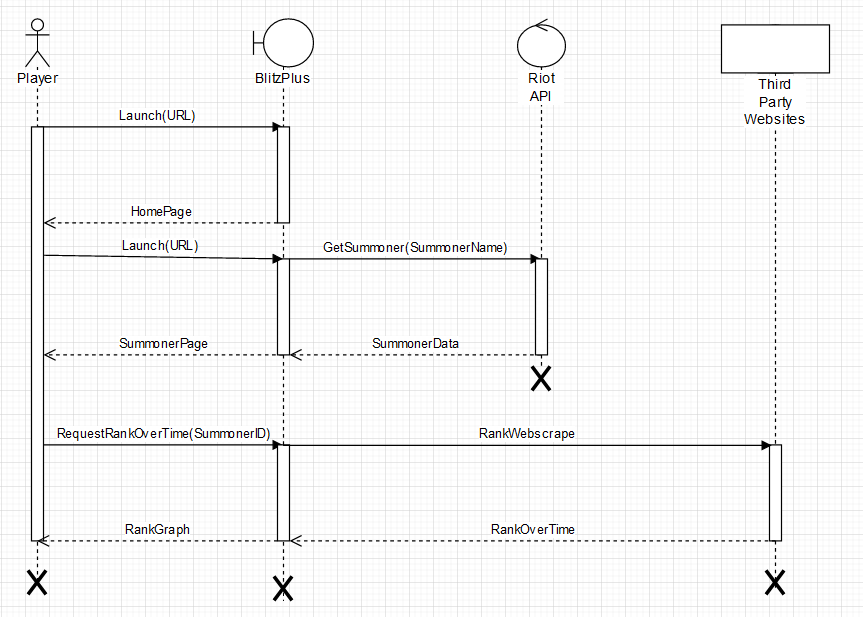 Player
BlitzPlus
Riot
API
Third
Party
Websites
Launch(URL)
HomePage
Launch(URL)
GetSummoner(SummonerName)
SummonerPage
SummonerData
RequestRankOverTime(SummonerID)
RankWebscrape
RankGraph
RankOverTime